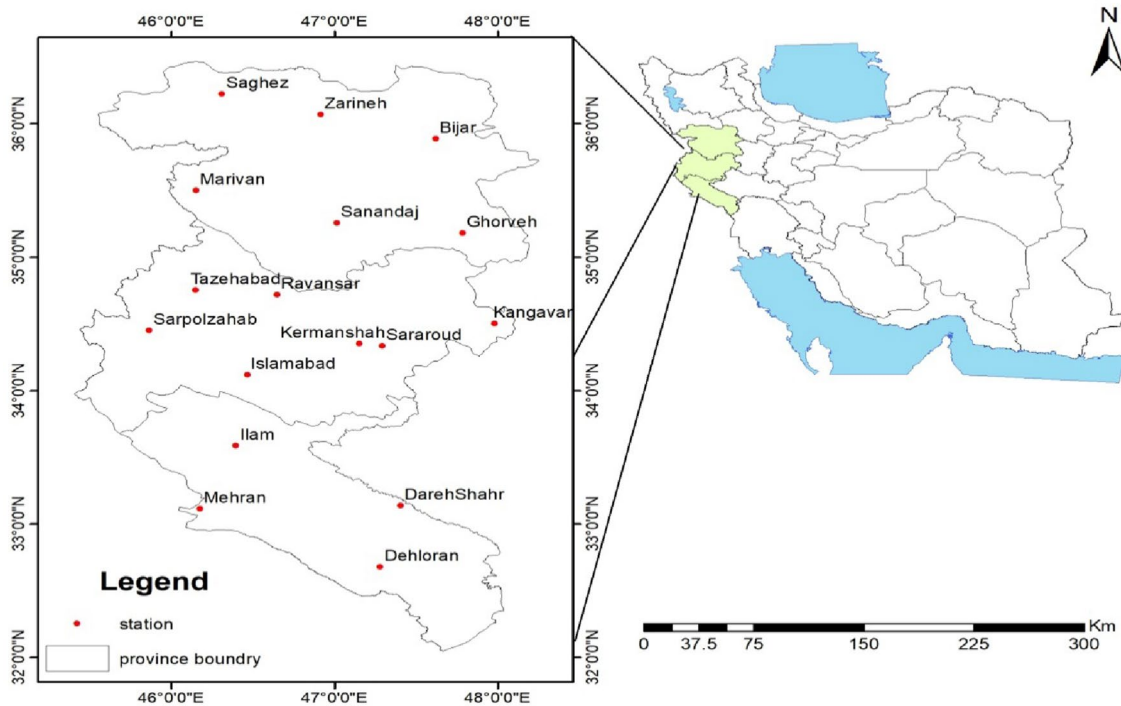 46°0'0"E
47°0'0"E
48°0'0"E
N
Saghez
Zarineh
Bijar
36°0'0"N
36°0'0"N
Marivan
Sanandaj
Ghorveh
35°0'0"N
35°0'0"N
Tazehabad
Ravansar
Sarpolzahab
Kangavar
Kermanshah
Sararoud
Islamabad
34°0'0"N
34°0'0"N
Ilam
Mehran
DarehShahr
33°0'0"N
33°0'0"N
Dehloran
Legend
station
province boundry
32°0'0"N
32°0'0"N
46°0'0"E
47°0'0"E
48°0'0"E
Km
0 37.5 75 150 225 300